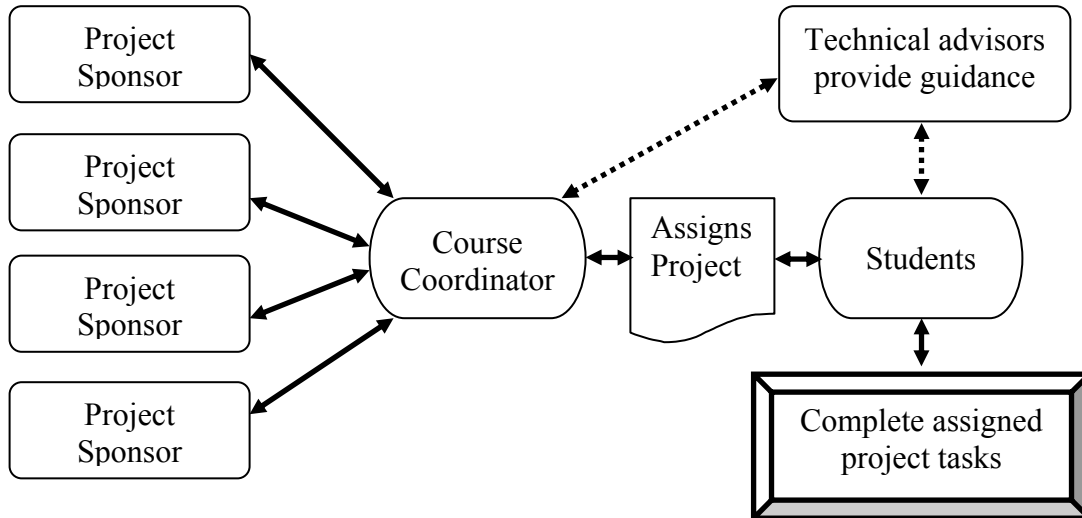 Project
Sponsor
Project
Sponsor
Project
Sponsor
Project
Sponsor
Course
Coordinator
Assigns
Project
Technical advisors
provide guidance
Students
Complete assigned
project tasks